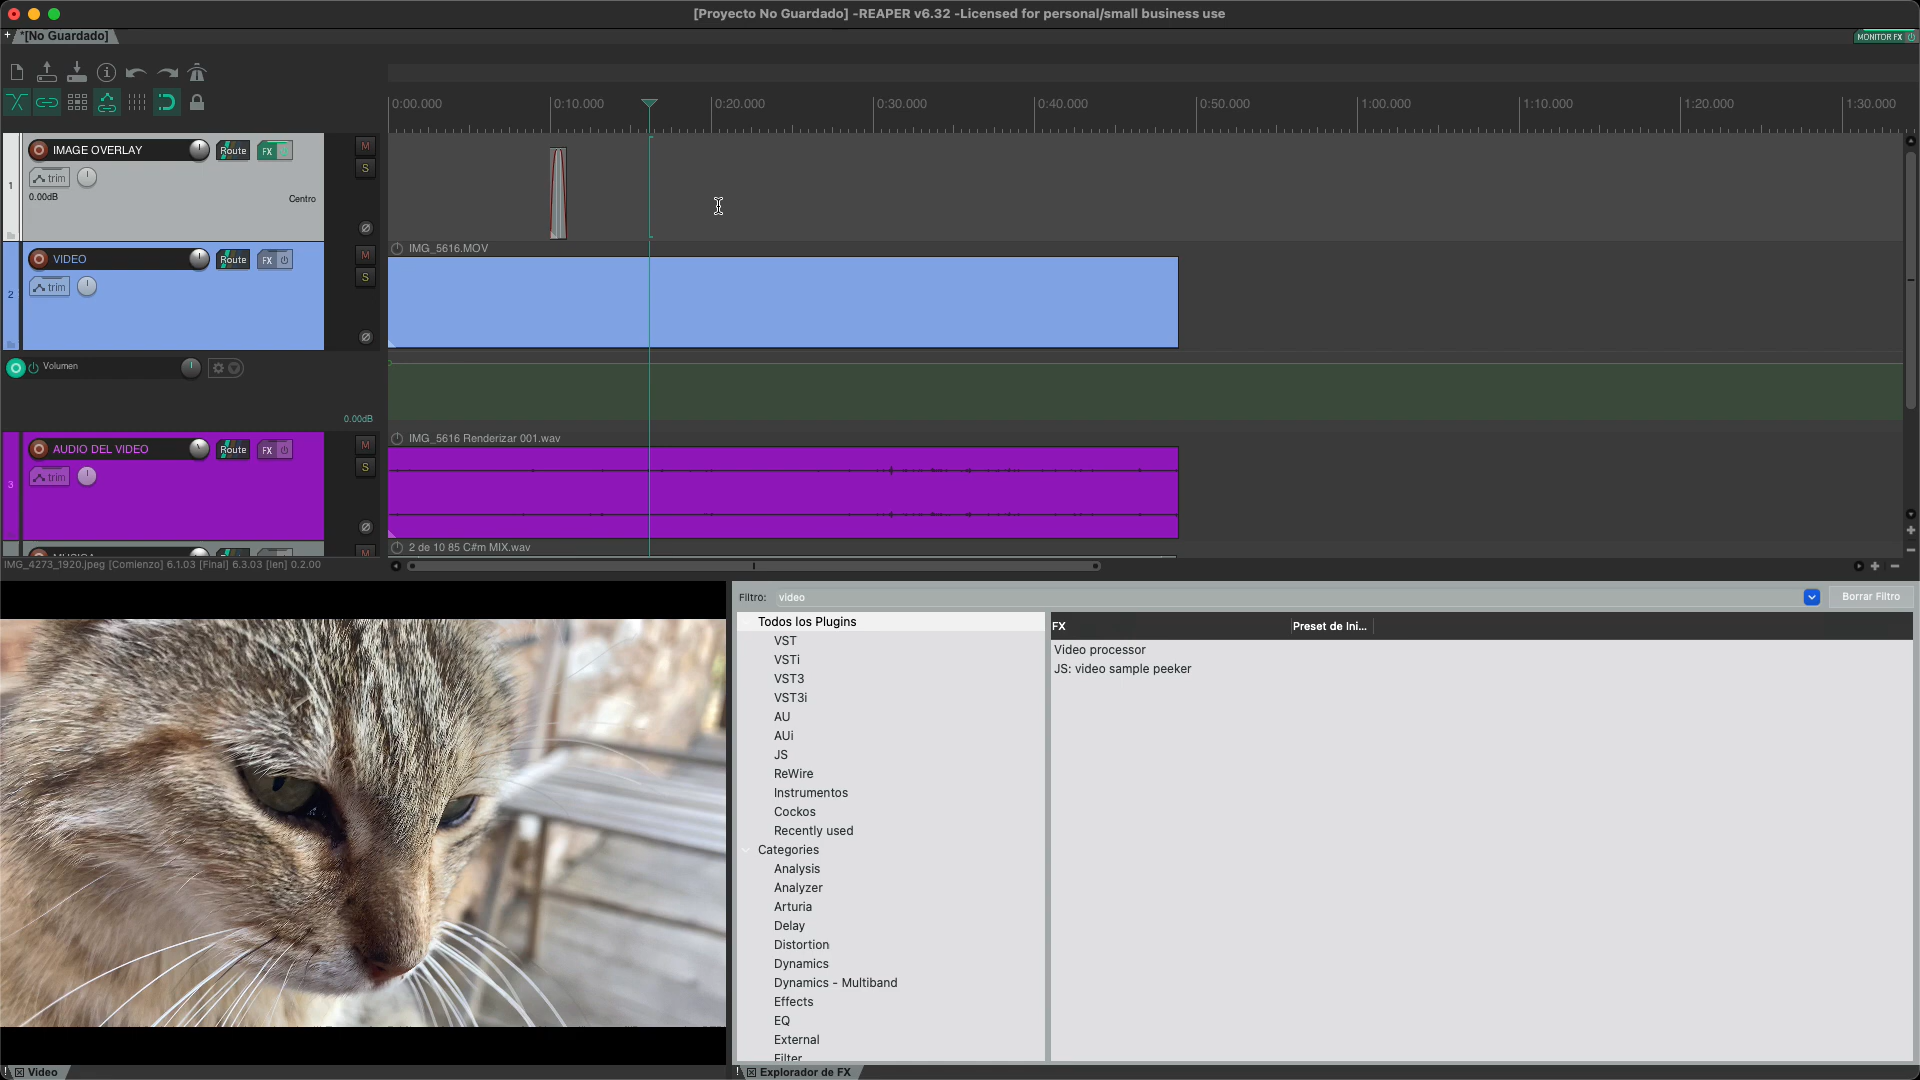 [Proyecto No Guardado] -REAPER v6.32 -Licensed for personal/small business use
+ *[No Guardado]
MONITOR FX
0:00.000 0:10.000 0:20.000 0:30.000 0:40.000 0:50.000 1:00.000 1:10.000 1:20.000 1:30.000
1 IMAGE OVERLAY Route FX M
trim S
0.00dB Centro
IMG_5616.MOV
2 VIDEO Route FX M
trim S
Volumen
0.00dB
IMG_5616 Renderizar 001.wav
3 AUDIO DEL VIDEO Route FX M
trim S
2 de 10 85 C#m MIX.wav
IMG_4273_1920.jpeg [Comienzo] 6.1.03 [Final] 6.3.03 [len] 0.2.00
Filtro: video Borrar Filtro
Todos los Plugins
VST
VSTi
VST3
VST3i
AU
AUi
JS
ReWire
Instrumentos
Cockos
Recently used
Categories
Analysis
Analyzer
Arturia
Delay
Distortion
Dynamics
Dynamics - Multiband
Effects
EQ
External
Filter
FX Preset de Ini...
Video processor
JS: video sample peeker
! Video
! Explorador de FX